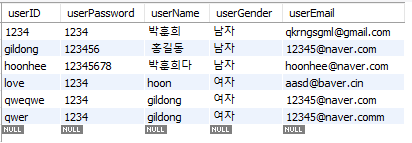 userID userPassword userName userGender userEmail
1234 1234 박훈희 남자 qkrngsgml@gmail.com
gildong 123456 홍길동 남자 12345@naver.com
hoonhee 12345678 박훈희다 남자 hoonhee@naver.com
love 1234 hoon 여자 aasd@baver.cin
qweqwe 1234 gildong 여자 12345@naver.com
qwer 1234 gildong 여자 12345@naver.comm
NULL NULL NULL NULL NULL